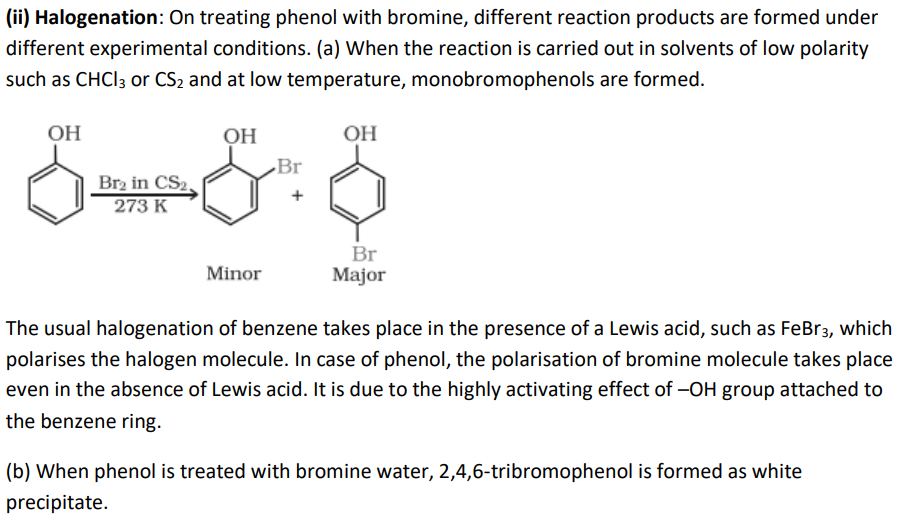 (ii) Halogenation: On treating phenol with bromine, different reaction products are formed under
different experimental conditions. (a) When the reaction is carried out in solvents of low polarity
such as CHCl₃ or CS₂ and at low temperature, monobromophenols are formed.
OH OH OH
Br
Br₂ in CS₂
+
273 K
Br
Minor Major
The usual halogenation of benzene takes place in the presence of a Lewis acid, such as FeBr₃, which
polarises the halogen molecule. In case of phenol, the polarisation of bromine molecule takes place
even in the absence of Lewis acid. It is due to the highly activating effect of –OH group attached to
the benzene ring.
(b) When phenol is treated with bromine water, 2,4,6-tribromophenol is formed as white
precipitate.